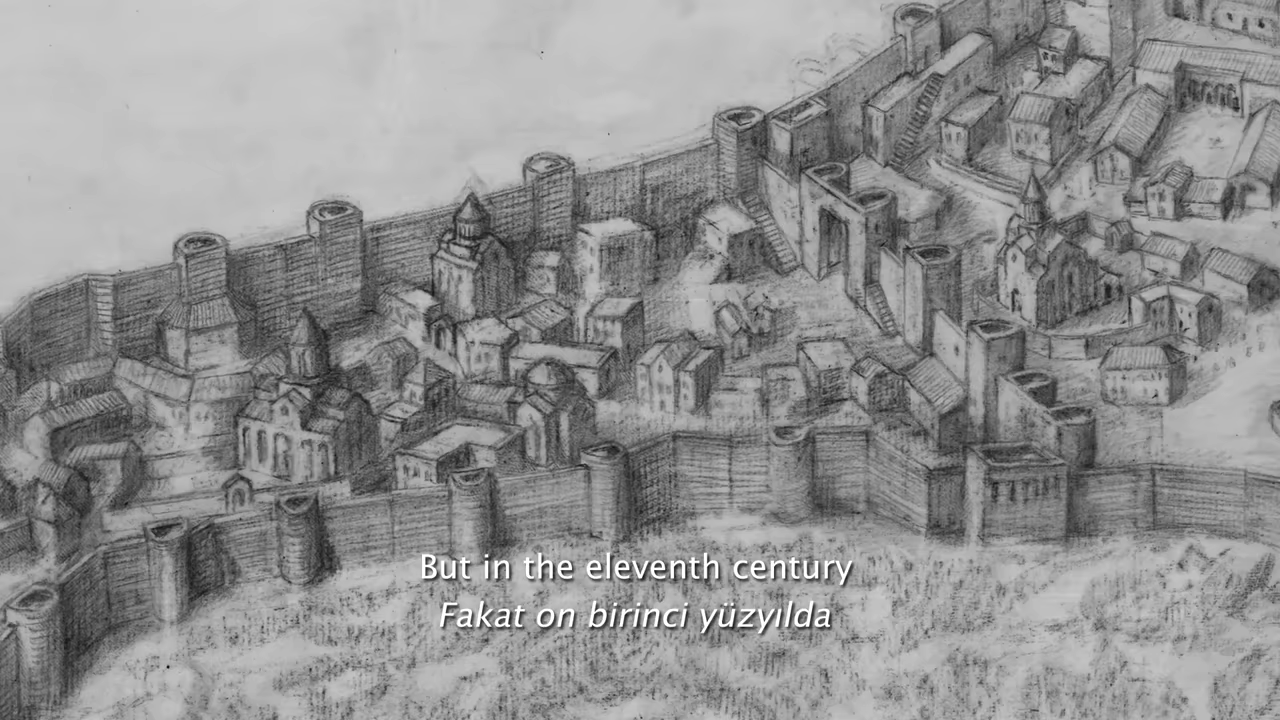 But in the eleventh century
Fakat on birinci yüzyılda